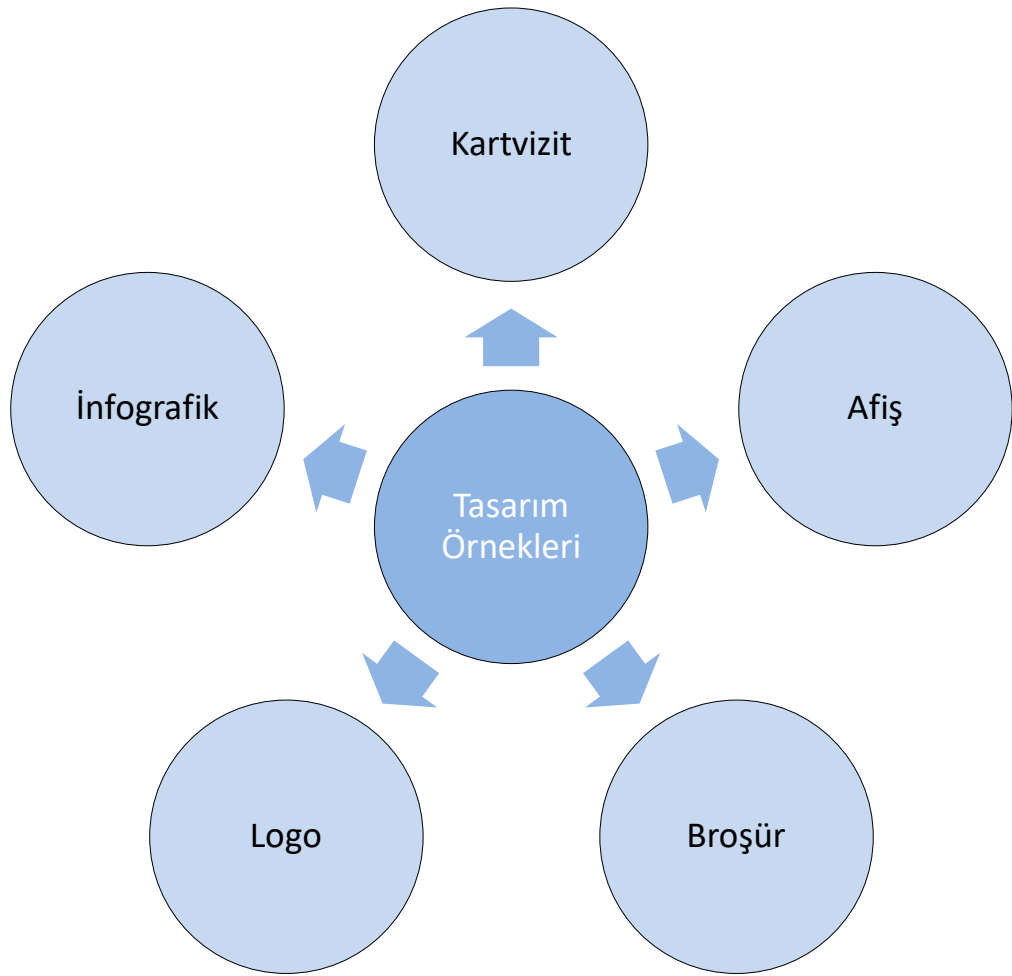 Kartvizit
İnfografik
Afiş
Tasarım
Örnekleri
Logo
Broşür